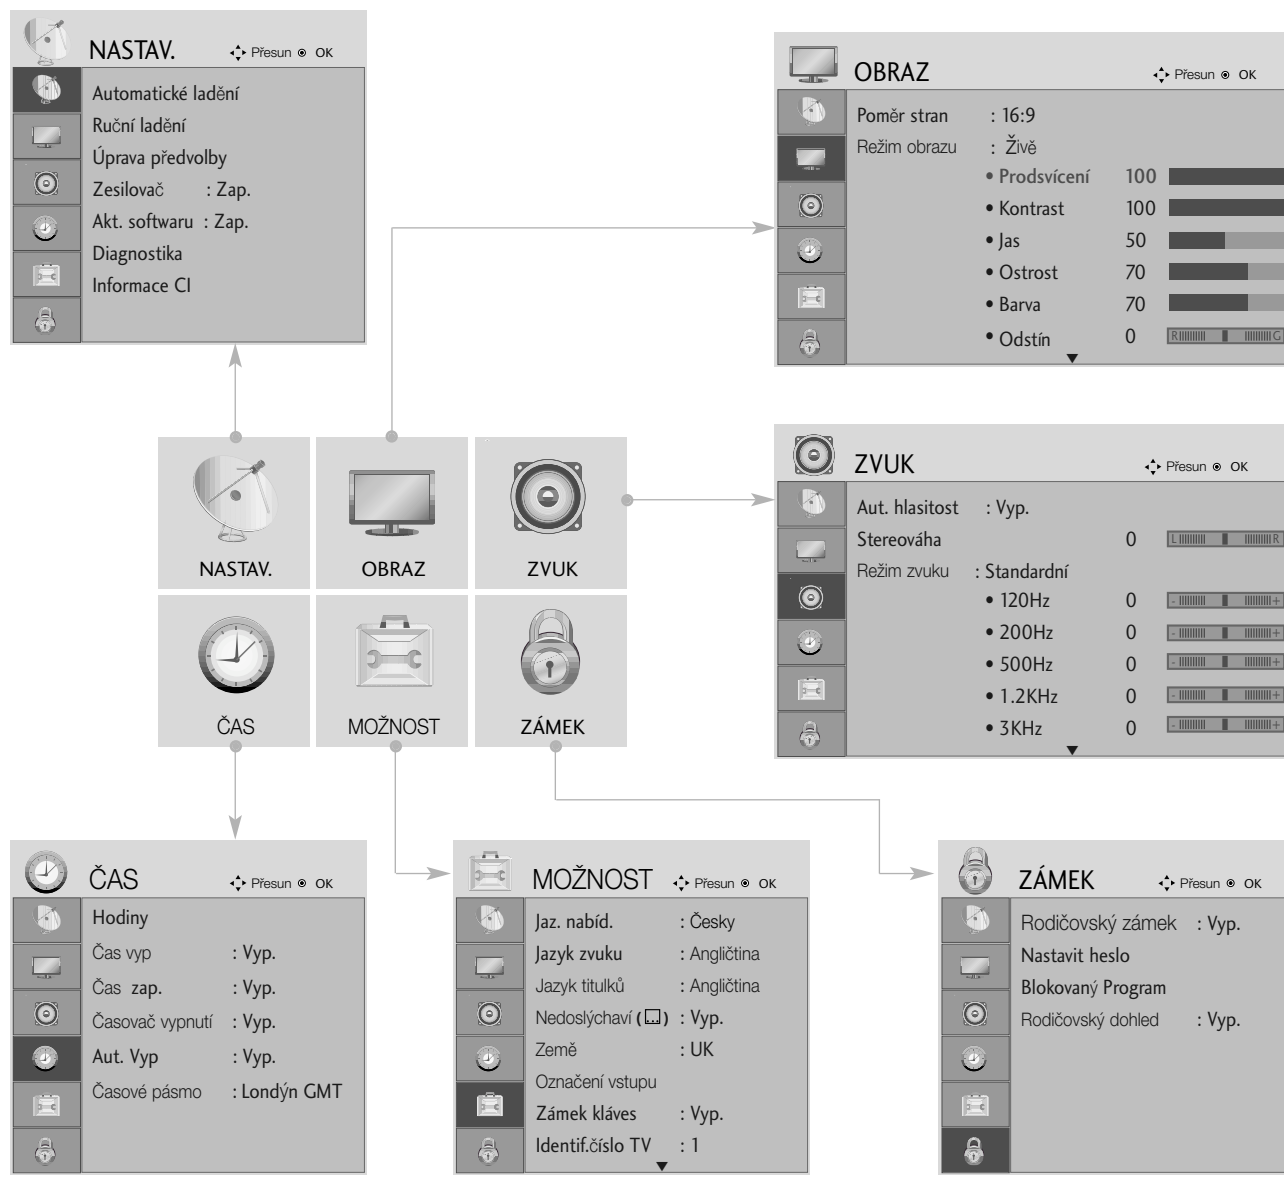 NASTAV. Přesun OK
Automatické ladění
Ruční ladění
Úprava předvolby
Zesilovač : Zap.
Akt. softwaru : Zap.
Diagnostika
Informace CI
OBRAZ Přesun OK
Poměr stran : 16:9
Režim obrazu : Živě
• Prodsvícení 100
• Kontrast 100
• Jas 50
• Ostrost 70
• Barva 70
• Odstín 0 R G
NASTAV. OBRAZ ZVUK
ČAS MOŽNOST ZÁMEK
ZVUK Přesun OK
Aut. hlasitost : Vyp.
Stereováha 0 L R
Režim zvuku : Standardní
• 120Hz 0 - +
• 200Hz 0 - +
• 500Hz 0 - +
• 1.2KHz 0 - +
• 3KHz 0 - +
ČAS Přesun OK
Hodiny
Čas vyp : Vyp.
Čas zap. : Vyp.
Časovač vypnutí : Vyp.
Aut. Vyp : Vyp.
Časové pásmo : Londýn GMT
MOŽNOST Přesun OK
Jaz. nabíd. : Česky
Jazyk zvuku : Angličtina
Jazyk titulků : Angličtina
Nedoslýchaví ( ) : Vyp.
Země : UK
Označení vstupu
Zámek kláves : Vyp.
Identif.číslo TV : 1
ZÁMEK Přesun OK
Rodičovský zámek : Vyp.
Nastavit heslo
Blokovaný Program
Rodičovský dohled : Vyp.